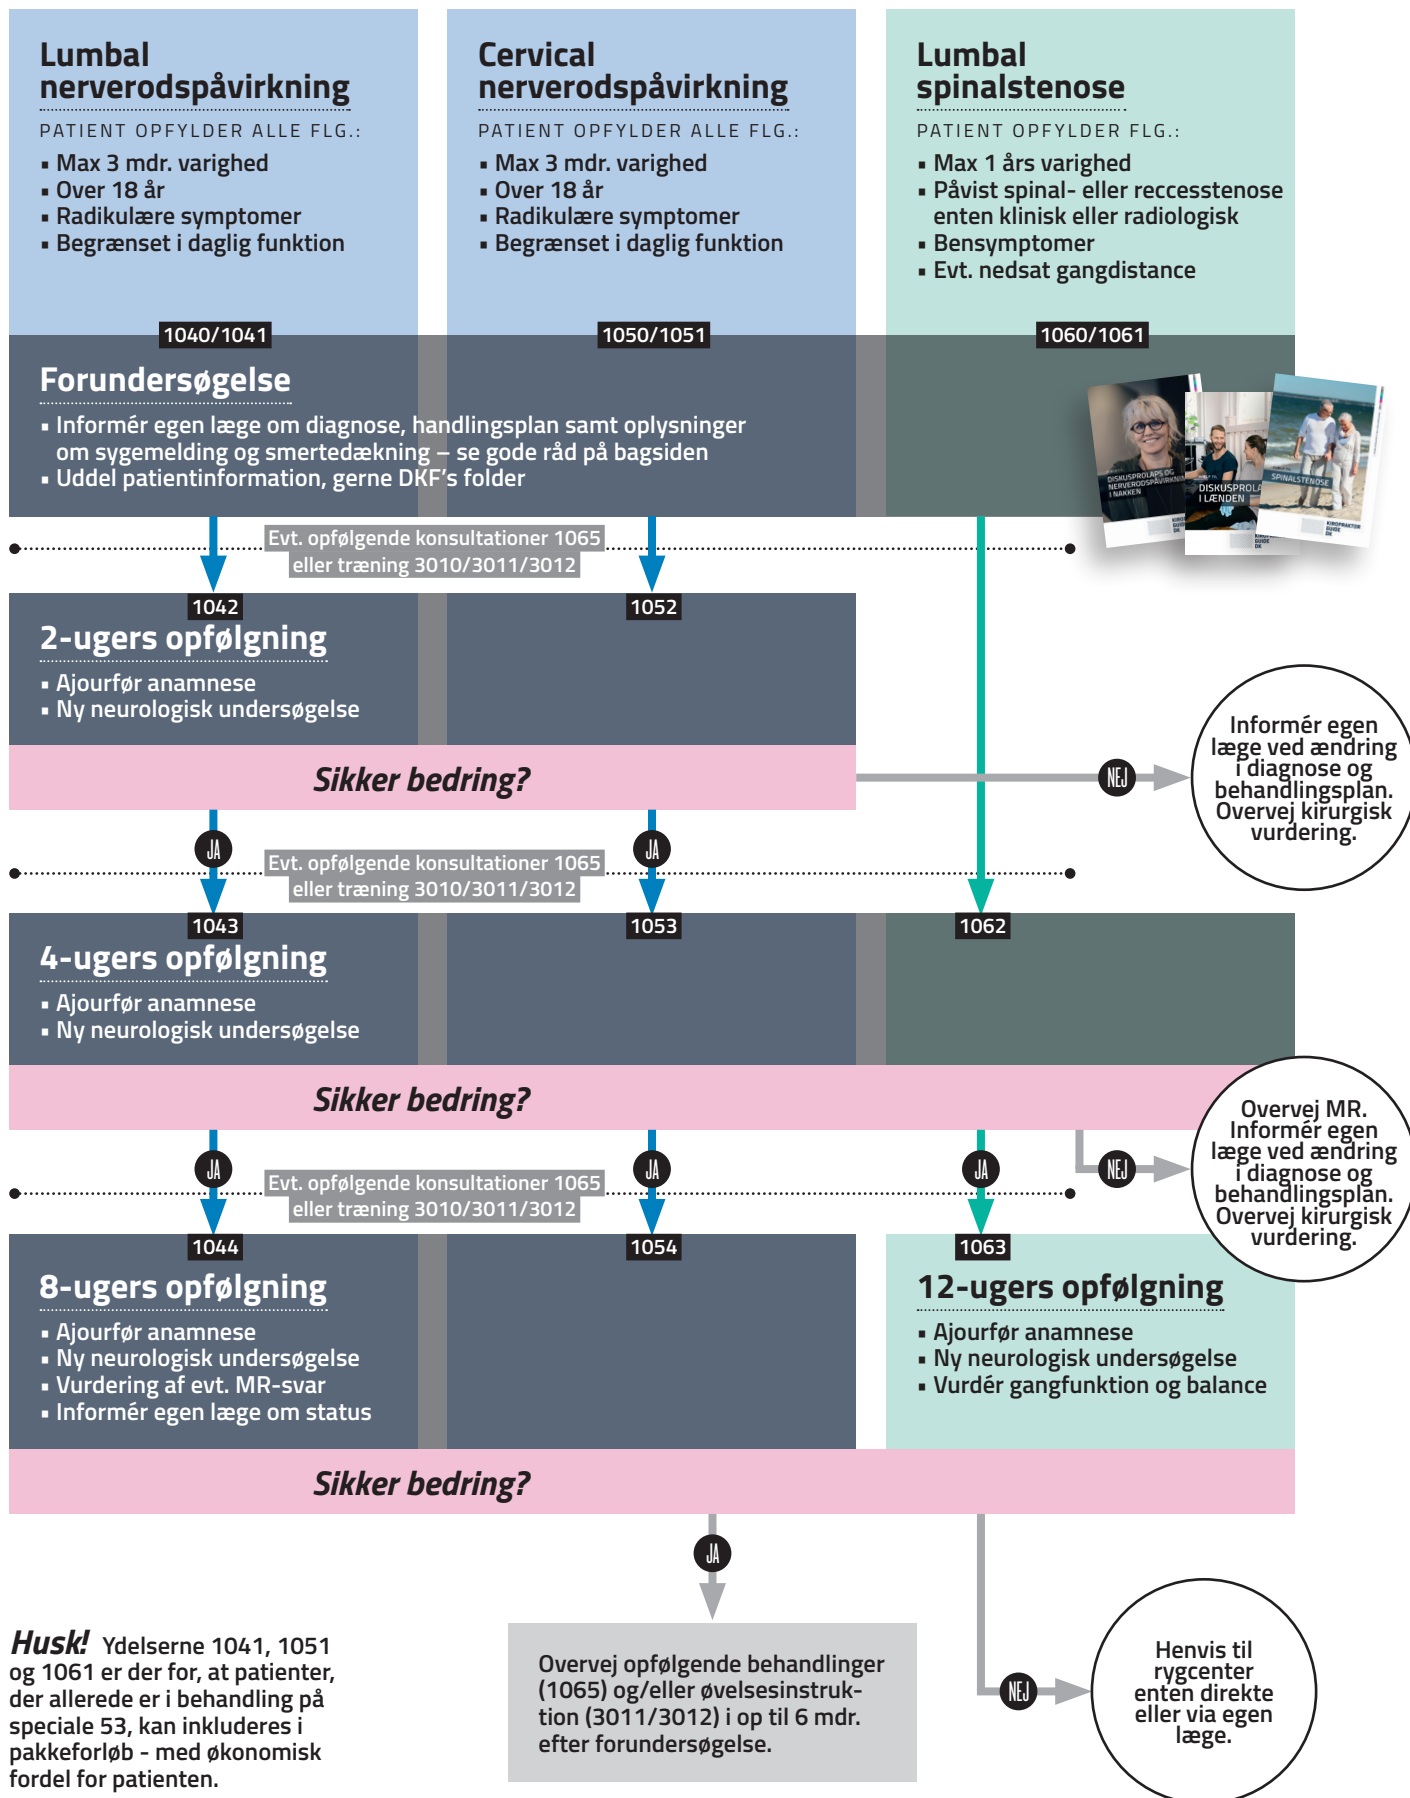 Lumbal
nerverodspåvirkning
PATIENT OPFYLDER ALLE FLG.:
▪ Max 3 mdr. varighed
▪ Over 18 år
▪ Radikulære symptomer
▪ Begrænset i daglig funktion
1040/1041
Cervical
nerverodspåvirkning
PATIENT OPFYLDER ALLE FLG.:
▪ Max 3 mdr. varighed
▪ Over 18 år
▪ Radikulære symptomer
▪ Begrænset i daglig funktion
1050/1051
Lumbal
spinalstenose
PATIENT OPFYLDER FLG.:
▪ Max 1 års varighed
▪ Påvist spinal- eller reccesstenose
enten klinisk eller radiologisk
▪ Bensymptomer
▪ Evt. nedsat gangdistance
1060/1061
Forundersøgelse
▪ Informér egen læge om diagnose, handlingsplan samt oplysninger
om sygemelding og smertedækning – se gode råd på bagsiden
▪ Uddel patientinformation, gerne DKF's folder
DISKUSPROLAPS OG
NERVERODSPÅVIRKNING
I NAKKEN
DISKUSPROLA
I LÆNDEN
SPINALSTENOSE
KIROPRAKTOR
GUIDE
DK
Evt. opfølgende konsultationer 1065
eller træning 3010/3011/3012
1042
1052
2-ugers opfølgning
▪ Ajourfør anamnese
▪ Ny neurologisk undersøgelse
Sikker bedring?
NEJ
Informér egen
læge ved ændring
i diagnose og
behandlingsplan.
Overvej kirurgisk
vurdering.
JA
JA
Evt. opfølgende konsultationer 1065
eller træning 3010/3011/3012
1043
1053
1062
4-ugers opfølgning
▪ Ajourfør anamnese
▪ Ny neurologisk undersøgelse
Sikker bedring?
JA
JA
JA
NEJ
Overvej MR.
Informér egen
læge ved ændring
i diagnose og
behandlingsplan.
Overvej kirurgisk
vurdering.
Evt. opfølgende konsultationer 1065
eller træning 3010/3011/3012
1044
1054
1063
8-ugers opfølgning
▪ Ajourfør anamnese
▪ Ny neurologisk undersøgelse
▪ Vurdering af evt. MR-svar
▪ Informér egen læge om status
12-ugers opfølgning
▪ Ajourfør anamnese
▪ Ny neurologisk undersøgelse
▪ Vurdér gangfunktion og balance
Sikker bedring?
JA
NEJ
Husk! Ydelserne 1041, 1051
og 1061 er der for, at patienter,
der allerede er i behandling på
speciale 53, kan inkluderes i
pakkeforløb - med økonomisk
fordel for patienten.
Overvej opfølgende behandlinger
(1065) og/eller øvelsesinstruk-
tion (3011/3012) i op til 6 mdr.
efter forundersøgelse.
Henvis til
rygcenter
enten direkte
eller via egen
læge.